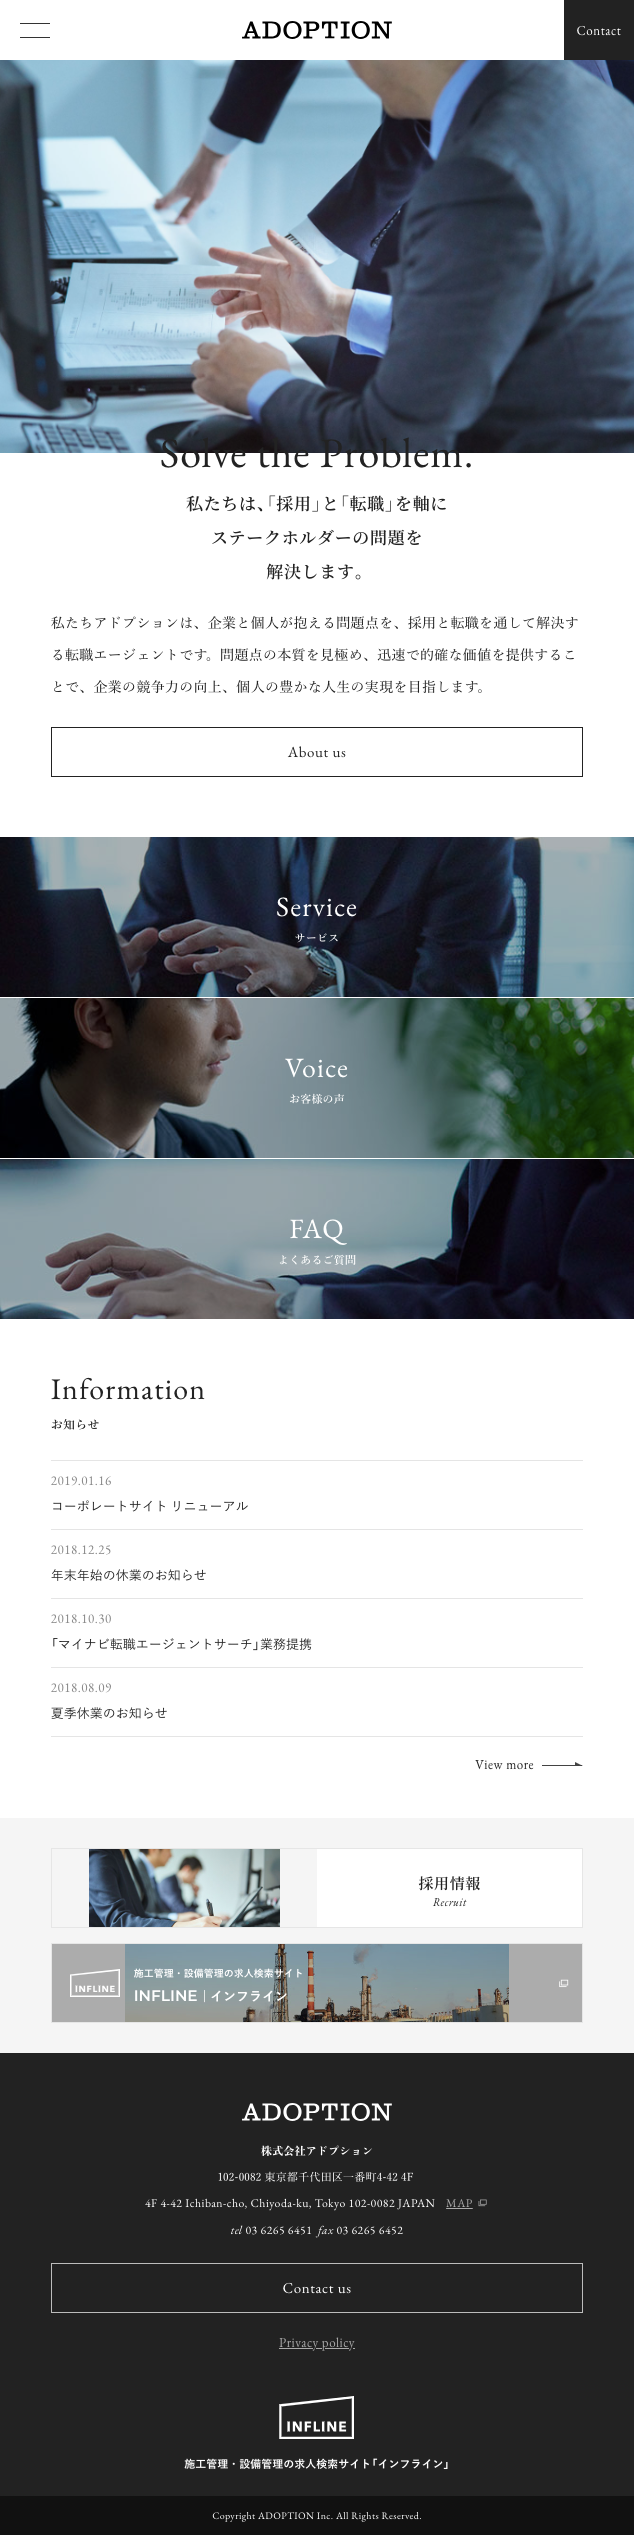 ADOPTION
Contact
Solve the Problem.
私たちは、「採用」と「転職」を軸に
ステークホルダーの問題を
解決します。
私たちアドプションは、企業と個人が抱える問題点を、採用と転職を通して解決す
る転職エージェントです。問題点の本質を見極め、迅速で的確な価値を提供するこ
とで、企業の競争力の向上、個人の豊かな人生の実現を目指します。
About us
Service
サービス
Voice
お客様の声
FAQ
よくあるご質問
Information
お知らせ
2019.01.16
コーポレートサイト リニューアル
2018.12.25
年末年始の休業のお知らせ
2018.10.30
「マイナビ転職エージェントサーチ」業務提携
2018.08.09
夏季休業のお知らせ
View more
採用情報
Recruit
INFLINE
施工管理・設備管理の求人検索サイト
INFLINE｜インフライン
ADOPTION
株式会社アドプション
102-0082 東京都千代田区一番町4-42 4F
4F 4-42 Ichiban-cho, Chiyoda-ku, Tokyo 102-0082 JAPAN MAP
tel 03 6265 6451 fax 03 6265 6452
Contact us
Privacy policy
INFLINE
施工管理・設備管理の求人検索サイト「インフライン」
Copyright ADOPTION Inc. All Rights Reserved.